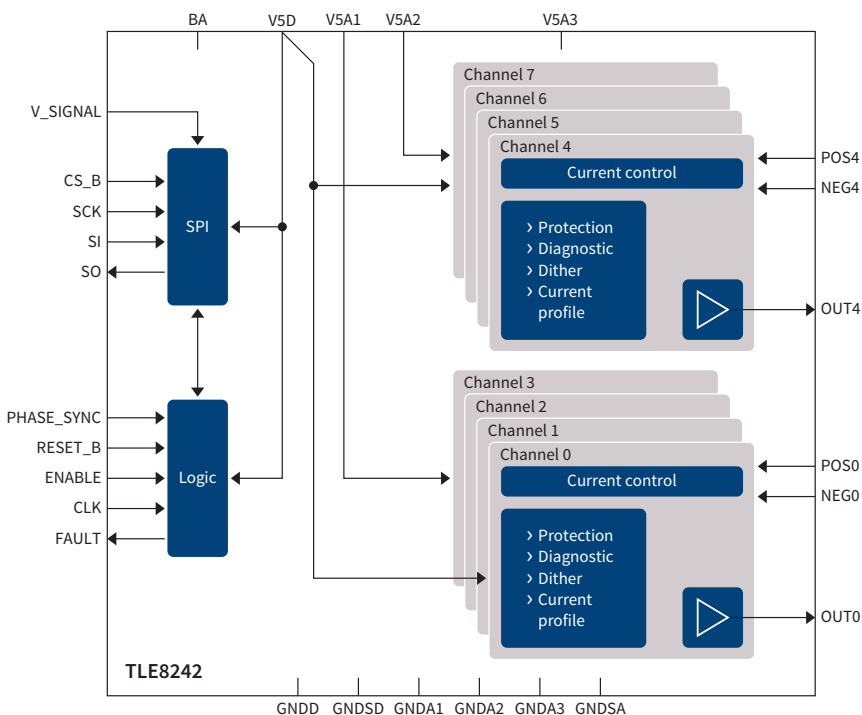 BA V5D V5A1 V5A2 V5A3
V_SIGNAL
CS_B
SCK
SI
SO
SPI
PHASE_SYNC
RESET_B
ENABLE
CLK
FAULT
Logic
Channel 7
Channel 6
Channel 5
Channel 4
Current control
› Protection
› Diagnostic
› Dither
› Current
profile
POS4
NEG4
OUT4
Channel 3
Channel 2
Channel 1
Channel 0
Current control
› Protection
› Diagnostic
› Dither
› Current
profile
POS0
NEG0
OUT0
TLE8242
GNDD GNDSD GNDA1 GNDA2 GNDA3 GNDSA